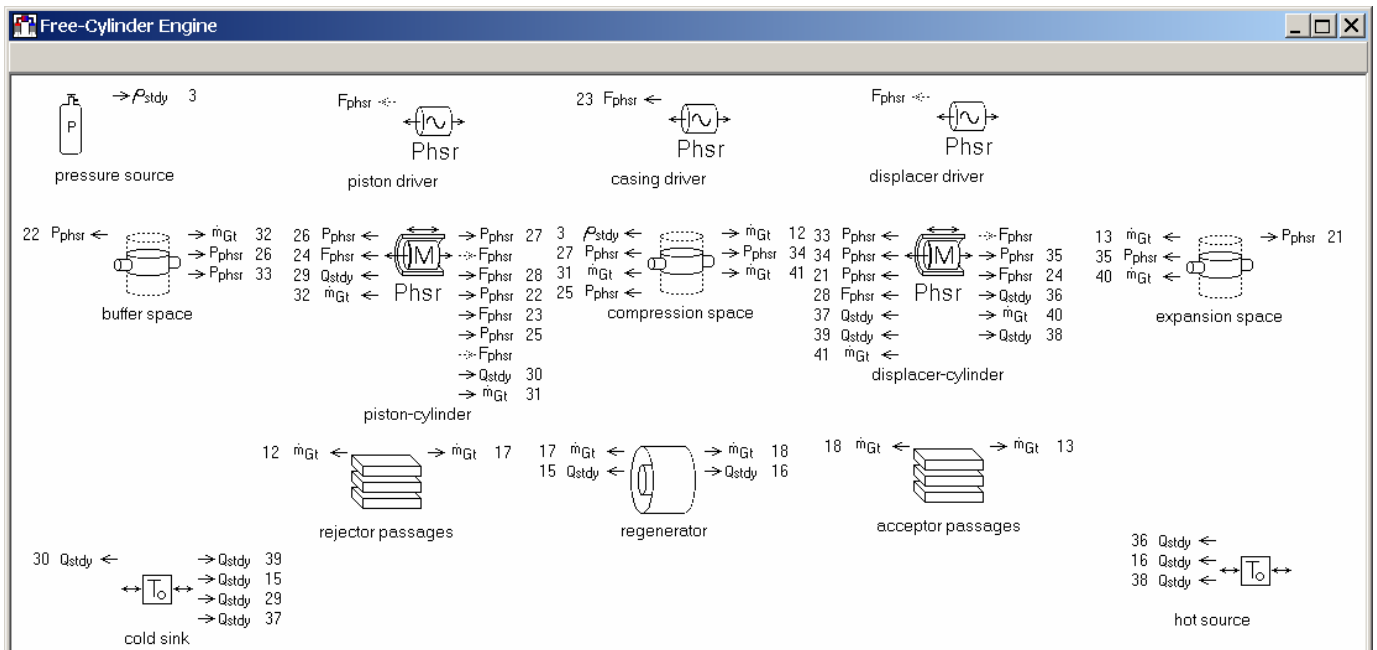 Free-Cylinder Engine
P
→ρstdy 3
pressure source
Fphsr ⇠
Phsr
piston driver
23 Fphsr ←
Phsr
casing driver
Fphsr ⇠
Phsr
displacer driver
22 Pphsr ←
→ ṁGt 32
→ Pphsr 26
→ Pphsr 33
buffer space
26 Pphsr ←
24 Fphsr ←
29 Qstdy ←
32 ṁGt ←
M
Phsr
→ Pphsr 27
⇢ Fphsr
→ Fphsr 28
→ Pphsr 22
→ Fphsr 23
→ Pphsr 25
⇢ Fphsr
→ Qstdy 30
→ ṁGt 31
piston-cylinder
3 ρstdy ←
27 Pphsr ←
31 ṁGt ←
25 Pphsr ←
→ ṁGt 12
→ Pphsr 34
→ ṁGt 41
compression space
33 Pphsr ←
34 Pphsr ←
21 Pphsr ←
28 Fphsr ←
37 Qstdy ←
39 Qstdy ←
41 ṁGt ←
M
Phsr
⇢ Fphsr
→ Pphsr 35
→ Fphsr 24
→ Qstdy 36
→ ṁGt 40
→ Qstdy 38
displacer-cylinder
13 ṁGt ←
35 Pphsr ←
40 ṁGt ←
→ Pphsr 21
expansion space
12 ṁGt ←
→ ṁGt 17
rejector passages
17 ṁGt ←
15 Qstdy ←
→ ṁGt 18
→ Qstdy 16
regenerator
18 ṁGt ←
→ ṁGt 13
acceptor passages
30 Qstdy ←
To
→ Qstdy 39
→ Qstdy 15
→ Qstdy 29
→ Qstdy 37
cold sink
36 Qstdy ←
16 Qstdy ←
38 Qstdy ←
To
hot source